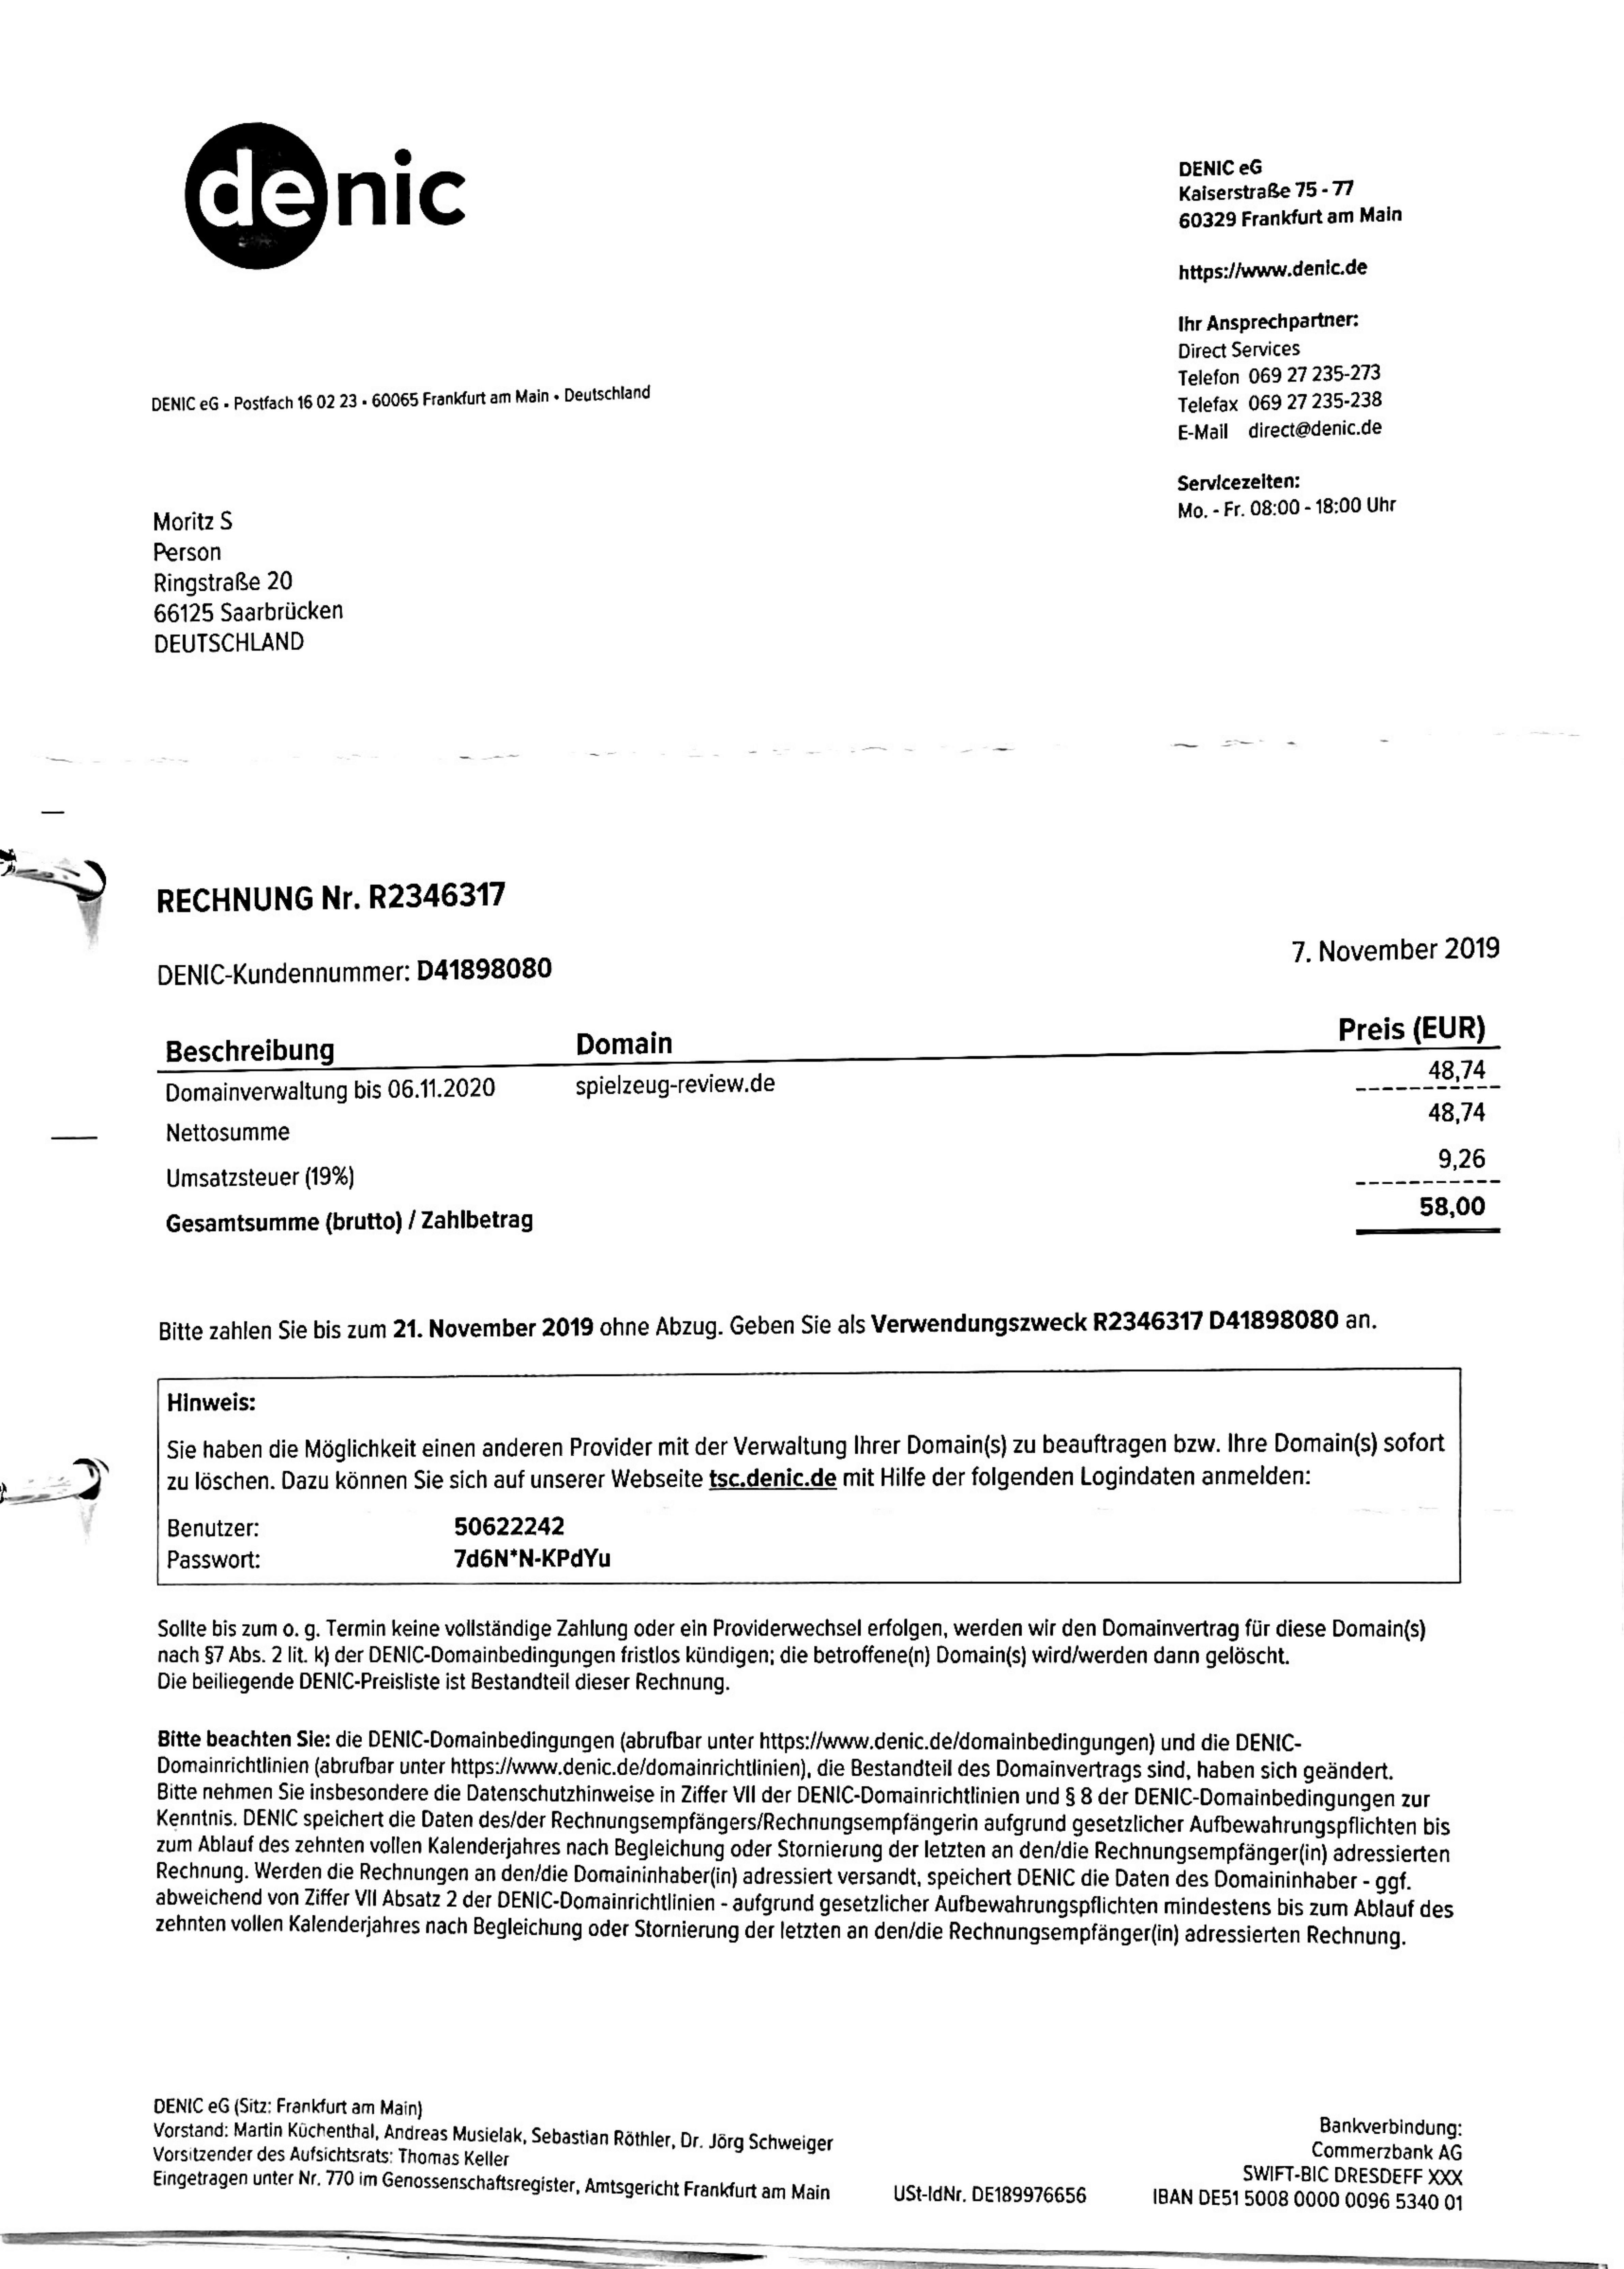 denic
DENIC eG
Kaiserstraße 75 - 77
60329 Frankfurt am Main
https://www.denic.de
Ihr Ansprechpartner:
Direct Services
Telefon 069 27 235-273
Telefax 069 27 235-238
E-Mail direct@denic.de
Servicezeiten:
Mo. - Fr. 08:00 - 18:00 Uhr
DENIC eG • Postfach 16 02 23 • 60065 Frankfurt am Main • Deutschland
Moritz S
Person
Ringstraße 20
66125 Saarbrücken
DEUTSCHLAND
RECHNUNG Nr. R2346317
7. November 2019
DENIC-Kundennummer: D41898080
Beschreibung Domain Preis (EUR)
Domainverwaltung bis 06.11.2020 spielzeug-review.de 48,74
Nettosumme 48,74
Umsatzsteuer (19%) 9,26
Gesamtsumme (brutto) / Zahlbetrag 58,00
Bitte zahlen Sie bis zum 21. November 2019 ohne Abzug. Geben Sie als Verwendungszweck R2346317 D41898080 an.
Hinweis:
Sie haben die Möglichkeit einen anderen Provider mit der Verwaltung Ihrer Domain(s) zu beauftragen bzw. Ihre Domain(s) sofort
zu löschen. Dazu können Sie sich auf unserer Webseite tsc.denic.de mit Hilfe der folgenden Logindaten anmelden:
Benutzer: 50622242
Passwort: 7d6N*N-KPdYu
Sollte bis zum o. g. Termin keine vollständige Zahlung oder ein Providerwechsel erfolgen, werden wir den Domainvertrag für diese Domain(s)
nach §7 Abs. 2 lit. k) der DENIC-Domainbedingungen fristlos kündigen; die betroffene(n) Domain(s) wird/werden dann gelöscht.
Die beiliegende DENIC-Preisliste ist Bestandteil dieser Rechnung.
Bitte beachten Sie: die DENIC-Domainbedingungen (abrufbar unter https://www.denic.de/domainbedingungen) und die DENIC-
Domainrichtlinien (abrufbar unter https://www.denic.de/domainrichtlinien), die Bestandteil des Domainvertrags sind, haben sich geändert.
Bitte nehmen Sie insbesondere die Datenschutzhinweise in Ziffer VII der DENIC-Domainrichtlinien und § 8 der DENIC-Domainbedingungen zur
Kenntnis. DENIC speichert die Daten des/der Rechnungsempfängers/Rechnungsempfängerin aufgrund gesetzlicher Aufbewahrungspflichten bis
zum Ablauf des zehnten vollen Kalenderjahres nach Begleichung oder Stornierung der letzten an den/die Rechnungsempfänger(in) adressierten
Rechnung. Werden die Rechnungen an den/die Domaininhaber(in) adressiert versandt, speichert DENIC die Daten des Domaininhaber - ggf.
abweichend von Ziffer VII Absatz 2 der DENIC-Domainrichtlinien - aufgrund gesetzlicher Aufbewahrungspflichten mindestens bis zum Ablauf des
zehnten vollen Kalenderjahres nach Begleichung oder Stornierung der letzten an den/die Rechnungsempfänger(in) adressierten Rechnung.
DENIC eG (Sitz: Frankfurt am Main)
Vorstand: Martin Küchenthal, Andreas Musielak, Sebastian Röthler, Dr. Jörg Schweiger
Vorsitzender des Aufsichtsrats: Thomas Keller
Eingetragen unter Nr. 770 im Genossenschaftsregister, Amtsgericht Frankfurt am Main
USt-IdNr. DE189976656
Bankverbindung:
Commerzbank AG
SWIFT-BIC DRESDEFF XXX
IBAN DE51 5008 0000 0096 5340 01